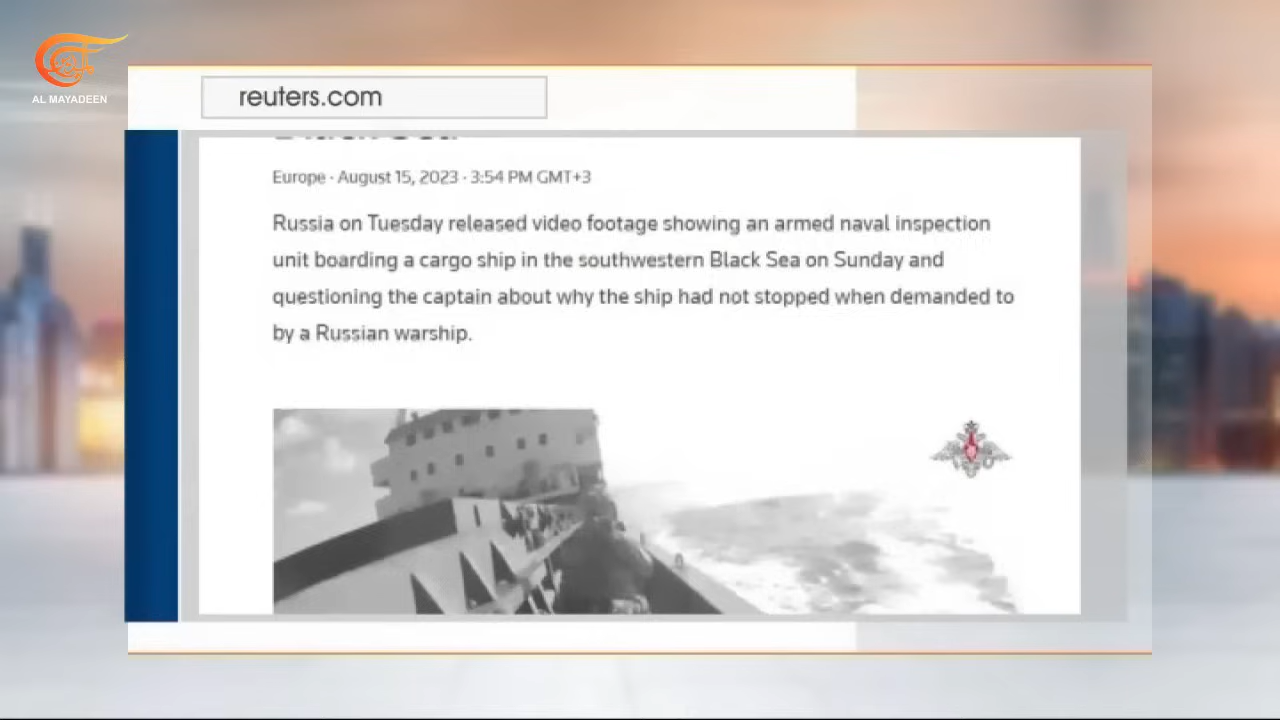 AL MAYADEEN
reuters.com
Europe · August 15, 2023 · 3:54 PM GMT+3
Russia on Tuesday released video footage showing an armed naval inspection
unit boarding a cargo ship in the southwestern Black Sea on Sunday and
questioning the captain about why the ship had not stopped when demanded to
by a Russian warship.